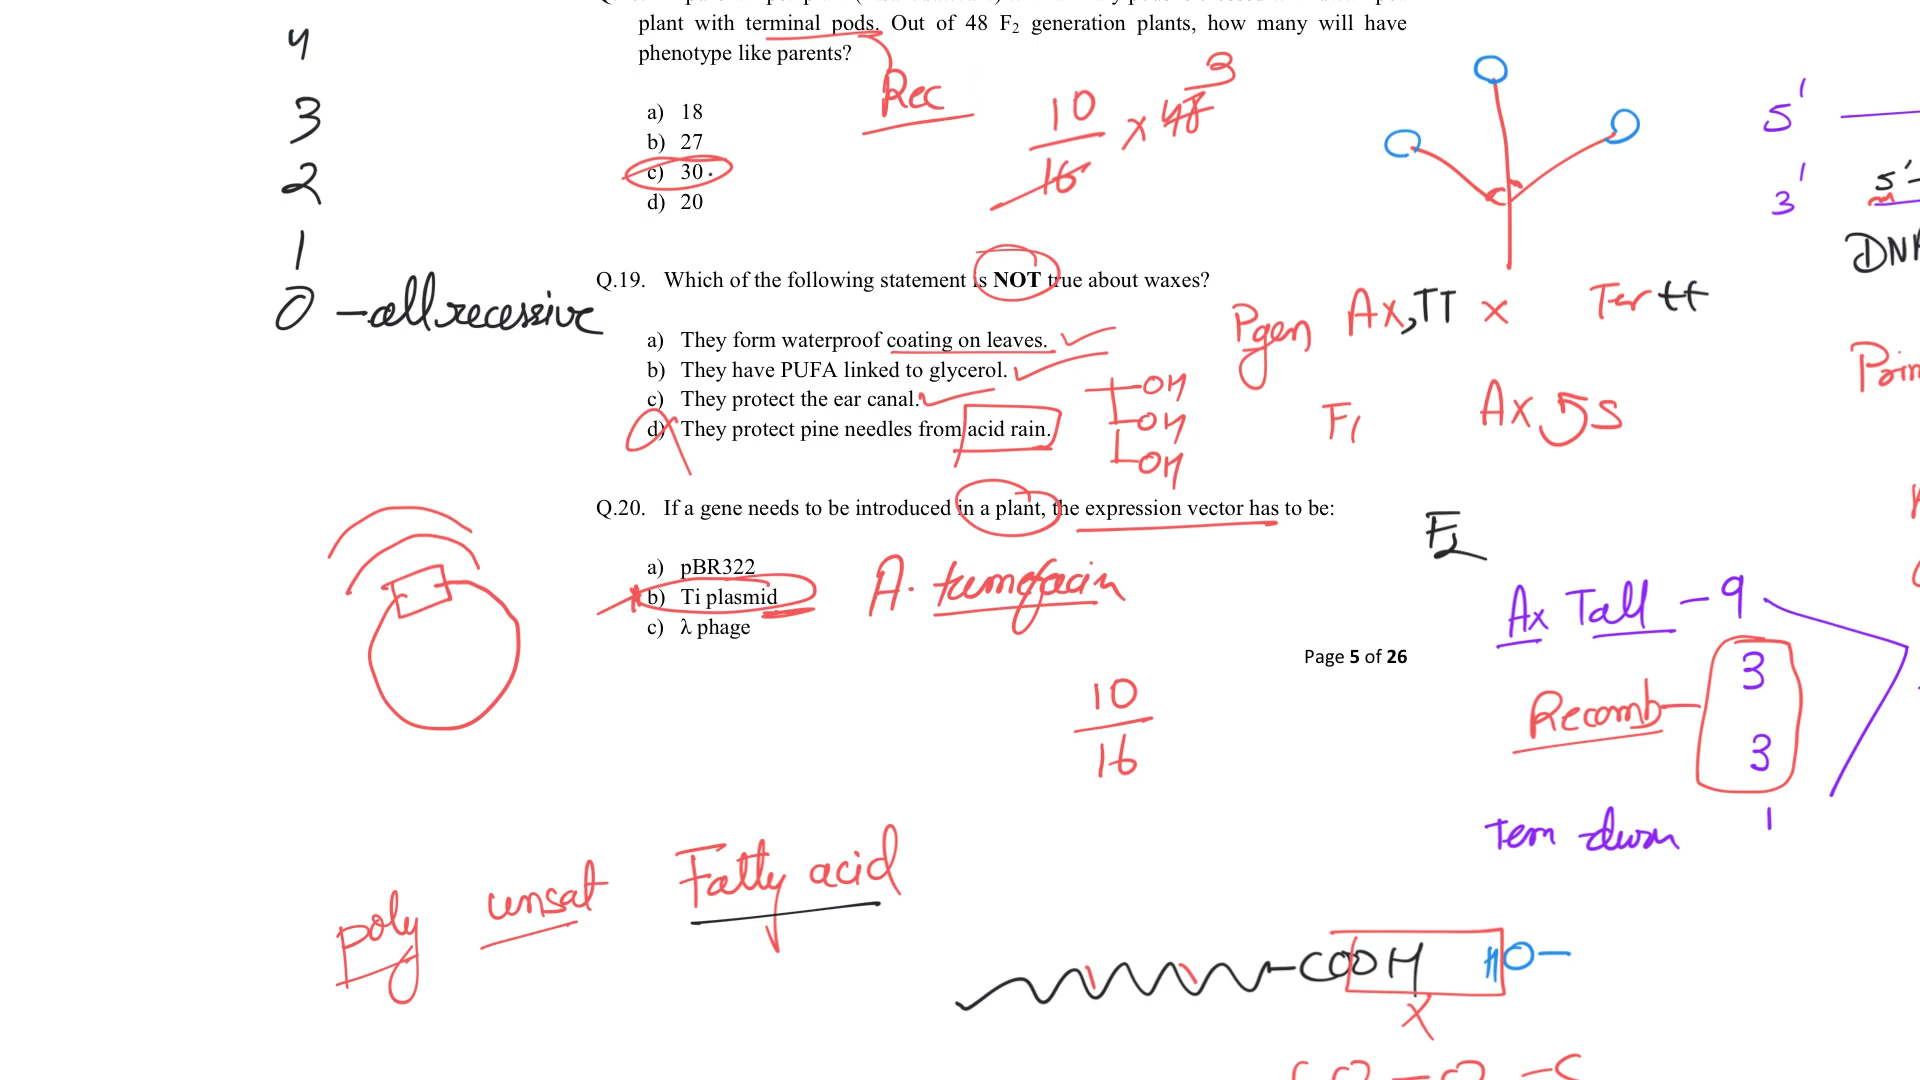 plant with terminal pods. Out of 48 F₂ generation plants, how many will have
phenotype like parents?
Rec
a) 18
b) 27
c) 30
d) 20
10
16
× 48
3
4
3
2
1
0 - all recessive
Q.19. Which of the following statement is NOT true about waxes?
a) They form waterproof coating on leaves.
b) They have PUFA linked to glycerol.
c) They protect the ear canal.
d) They protect pine needles from acid rain.
OH
OH
OH
Pgen Ax, TT × Ter tt
F1
Ax
5'
3'
5'-
Q.20. If a gene needs to be introduced in a plant, the expression vector has to be:
a) pBR322
b) Ti plasmid
c) λ phage
A.
F2
Ax Tall - 9
3
Recomb
3
1
Page 5 of 26
10
16
poly unsat Fatty acid
-COOH HO-
X